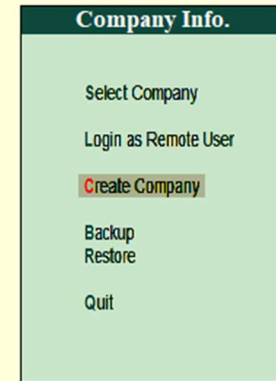 Company Info.
Select Company
Login as Remote User
Create Company
Backup
Restore
Quit